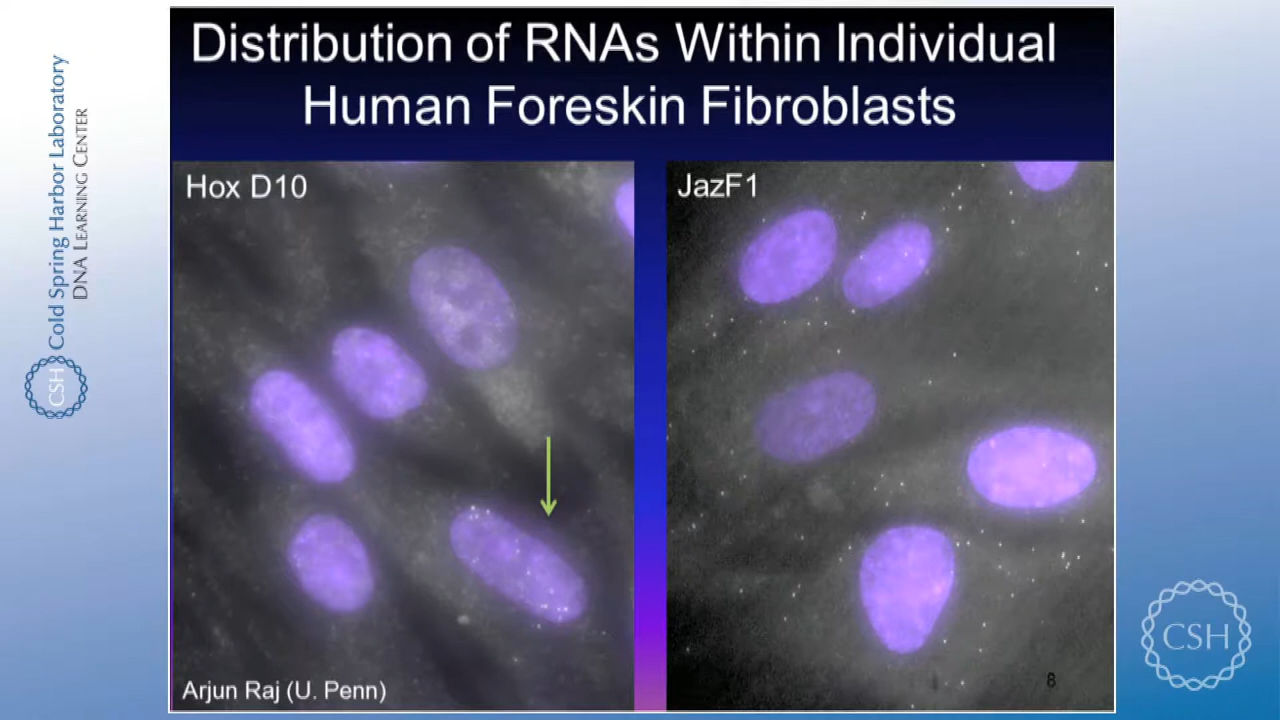 Distribution of RNAs Within Individual
Human Foreskin Fibroblasts
Hox D10
JazF1
Arjun Raj (U. Penn)
8
Cold Spring Harbor Laboratory
DNA LEARNING CENTER
CSH
CSH